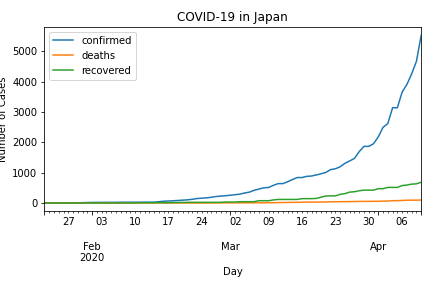 COVID-19 in Japan
confirmed
deaths
recovered
Number of Cases
5000
4000
3000
2000
1000
0
27 03 10 17 24 02 09 16 23 30 06
Feb Mar Apr
2020
Day